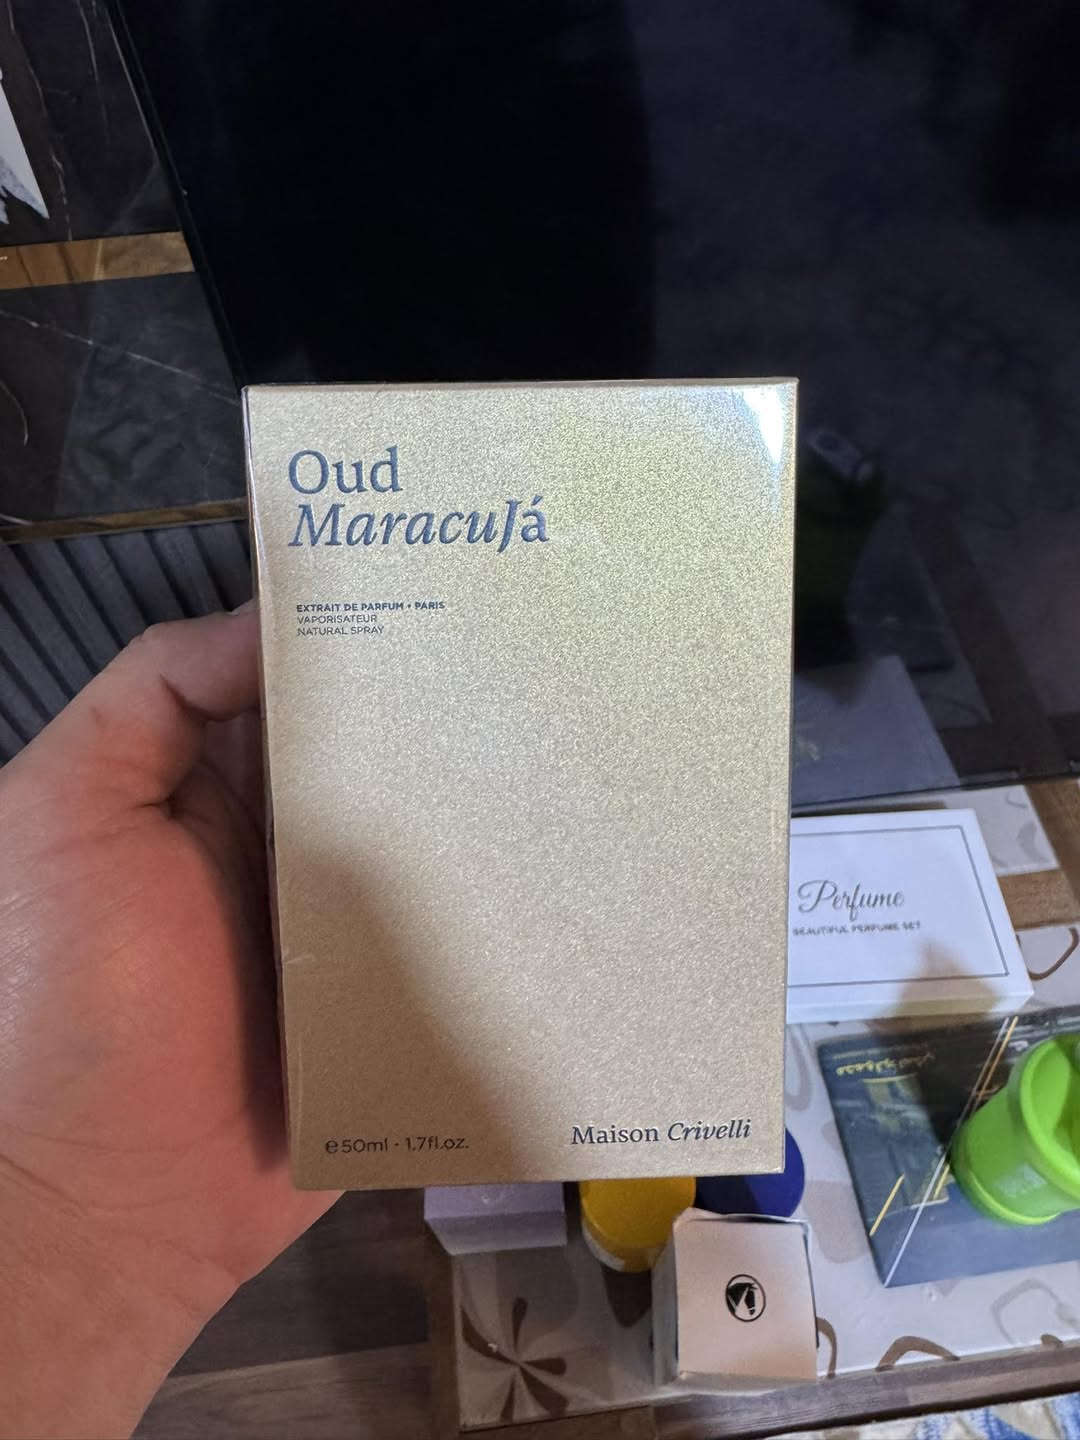 Oud
MaracuJá
EXTRAIT DE PARFUM • PARIS
VAPORISATEUR
NATURAL SPRAY
e 50ml · 1.7fl.oz.
Maison Crivelli
Perfume
BEAUTIFUL PERFUME SET